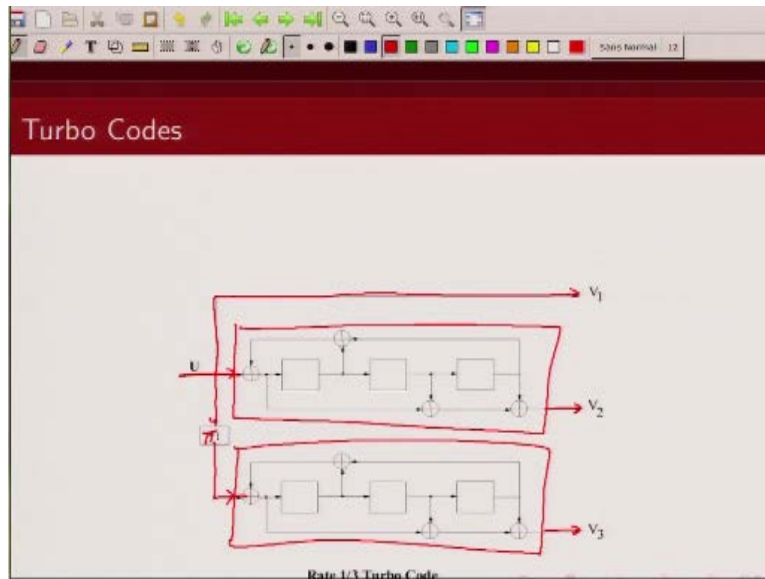 T
Sans Normal 12
Turbo Codes
V1
U
V2
π
V3
Rate 1/3 Turbo Code